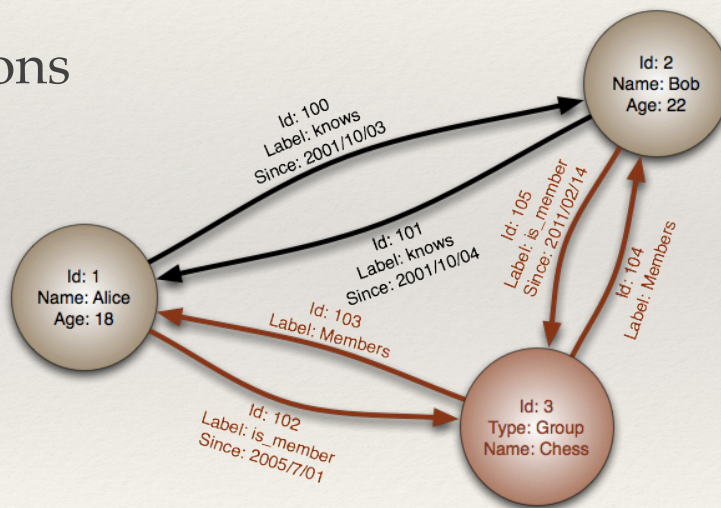 ons
Id: 2
Name: Bob
Age: 22
Id: 100
Label: knows
Since: 2001/10/03
Id: 101
Label: knows
Since: 2001/10/04
Id: 105
Label: is_member
Since: 2011/02/14
Id: 104
Label: Members
Id: 1
Name: Alice
Age: 18
Id: 103
Label: Members
Id: 102
Label: is_member
Since: 2005/7/01
Id: 3
Type: Group
Name: Chess